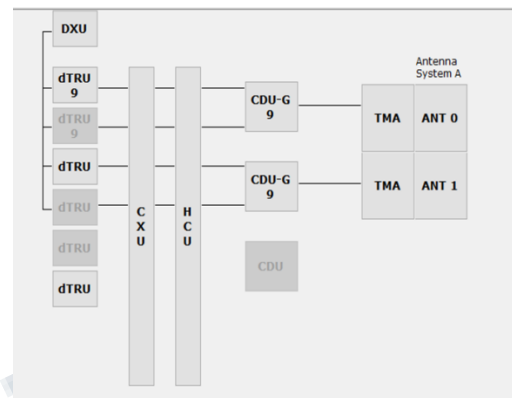 DXU
Antenna
System A
dTRU
9
dTRU
9
dTRU
dTRU
dTRU
dTRU
C
X
U
H
C
U
CDU-G
9
CDU-G
9
CDU
TMA
ANT 0
TMA
ANT 1